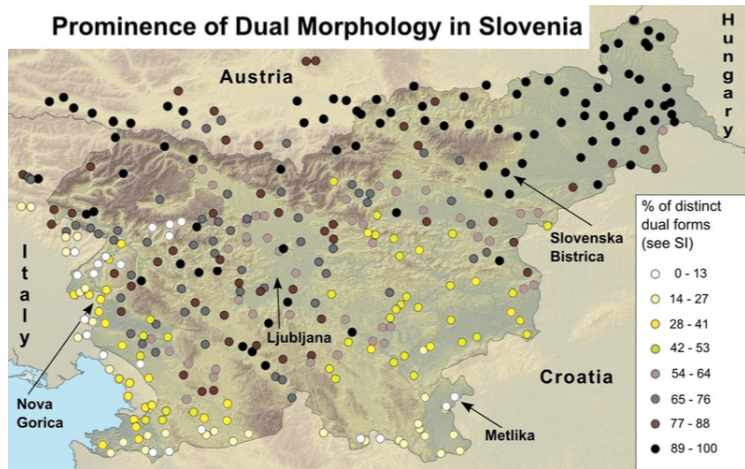 Prominence of Dual Morphology in Slovenia
Hungary
Austria
Italy
Slovenska
Bistrica
Ljubljana
Nova
Gorica
Metlika
Croatia
% of distinct
dual forms
(see SI)
0 - 13
14 - 27
28 - 41
42 - 53
54 - 64
65 - 76
77 - 88
89 - 100